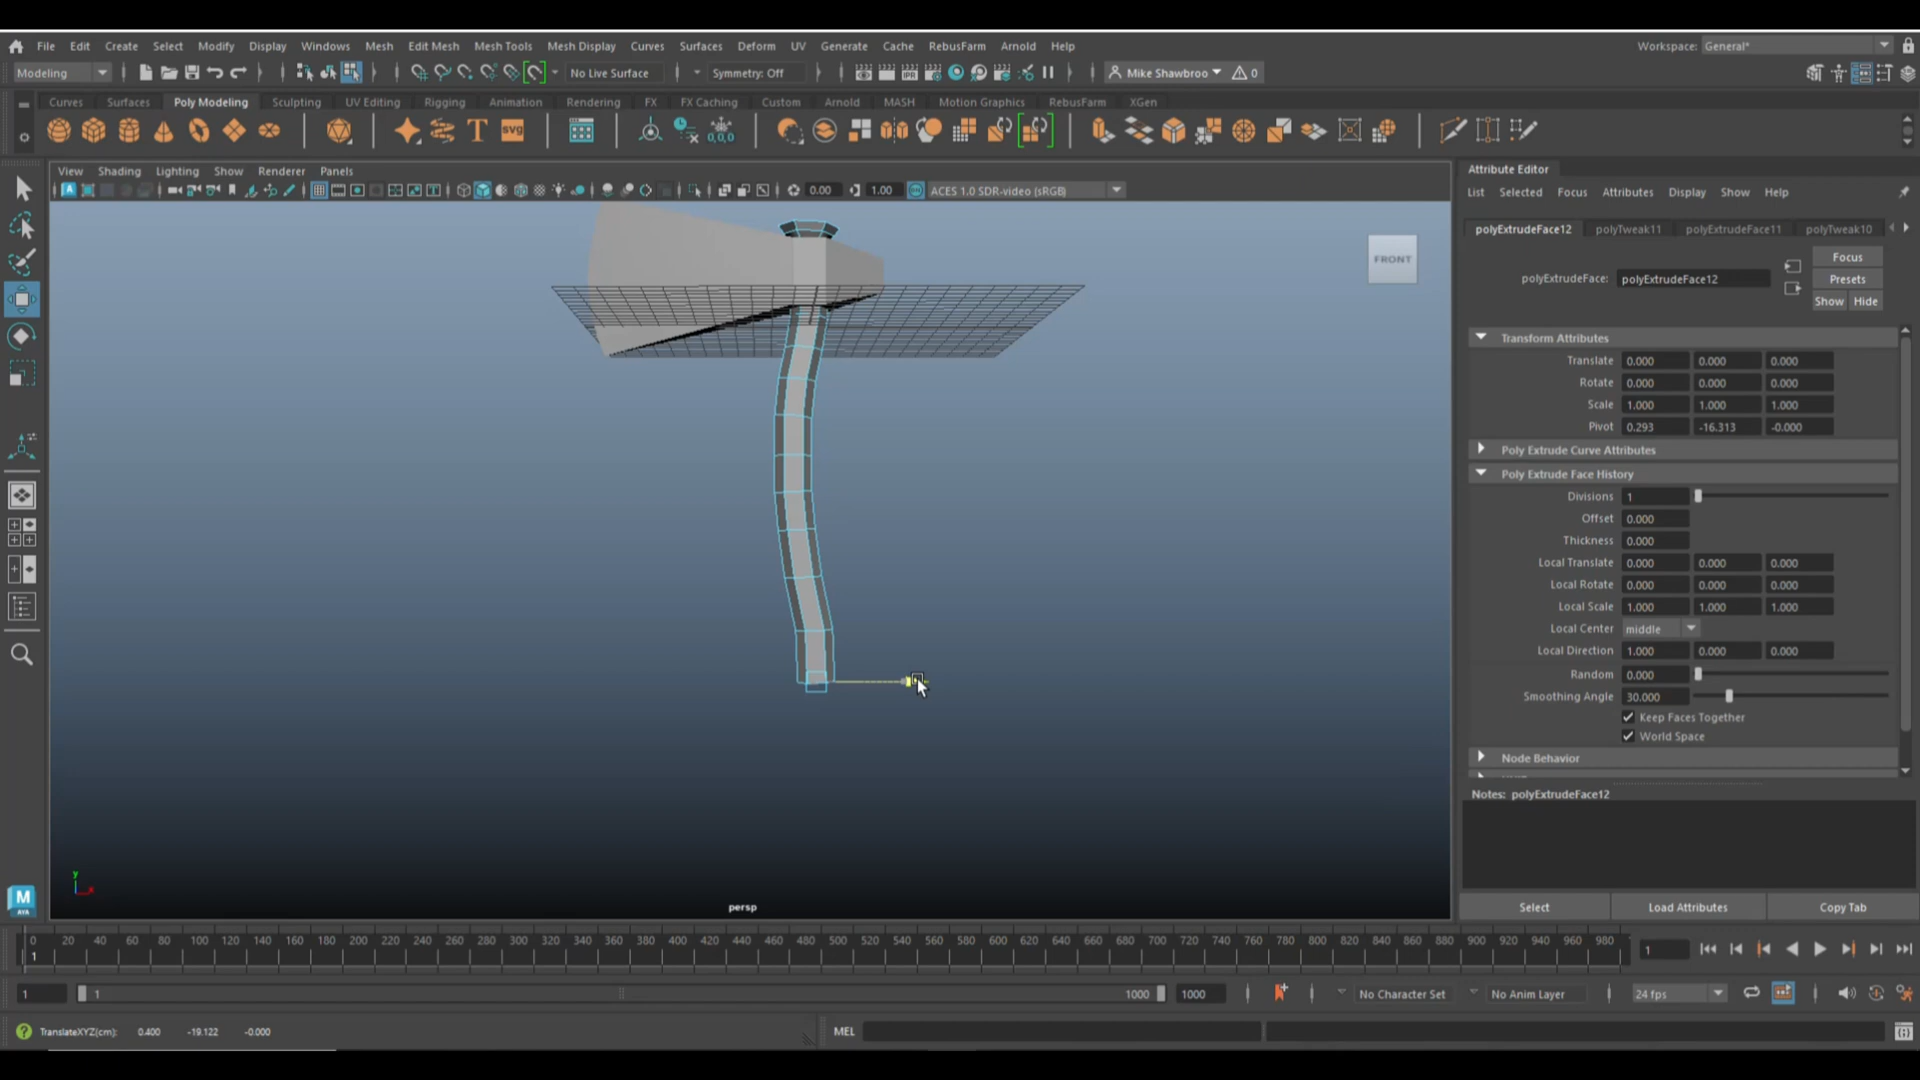 File Edit Create Select Modify Display Windows Mesh Edit Mesh Mesh Tools Mesh Display Curves Surfaces Deform UV Generate Cache RebusFarm Arnold Help Workspace: General*
Modeling No Live Surface Symmetry: Off IPR Mike Shawbroo 0
Curves Surfaces Poly Modeling Sculpting UV Editing Rigging Animation Rendering FX FX Caching Custom Arnold MASH Motion Graphics RebusFarm XGen
T SVG 0,0,0
View Shading Lighting Show Renderer Panels
0.00 1.00 ACES 1.0 SDR-video (sRGB)
FRONT
y
x
persp
Attribute Editor
List Selected Focus Attributes Display Show Help
polyExtrudeFace12 polyTweak11 polyExtrudeFace11 polyTweak10
Focus
polyExtrudeFace: polyExtrudeFace12 Presets
Show Hide
Transform Attributes
Translate 0.000 0.000 0.000
Rotate 0.000 0.000 0.000
Scale 1.000 1.000 1.000
Pivot 0.293 -16.313 -0.000
Poly Extrude Curve Attributes
Poly Extrude Face History
Divisions 1
Offset 0.000
Thickness 0.000
Local Translate 0.000 0.000 0.000
Local Rotate 0.000 0.000 0.000
Local Scale 1.000 1.000 1.000
Local Center middle
Local Direction 1.000 0.000 0.000
Random 0.000
Smoothing Angle 30.000
Keep Faces Together
World Space
Node Behavior
Notes: polyExtrudeFace12
Select Load Attributes Copy Tab
M
AYA
0 20 40 60 80 100 120 140 160 180 200 220 240 260 280 300 320 340 360 380 400 420 440 460 480 500 520 540 560 580 600 620 640 660 680 700 720 740 760 780 800 820 840 860 880 900 920 940 960 980
1 1
1 1 1000 1000 No Character Set No Anim Layer 24 fps
TranslateXYZ(cm): 0.400 -19.122 -0.000 MEL